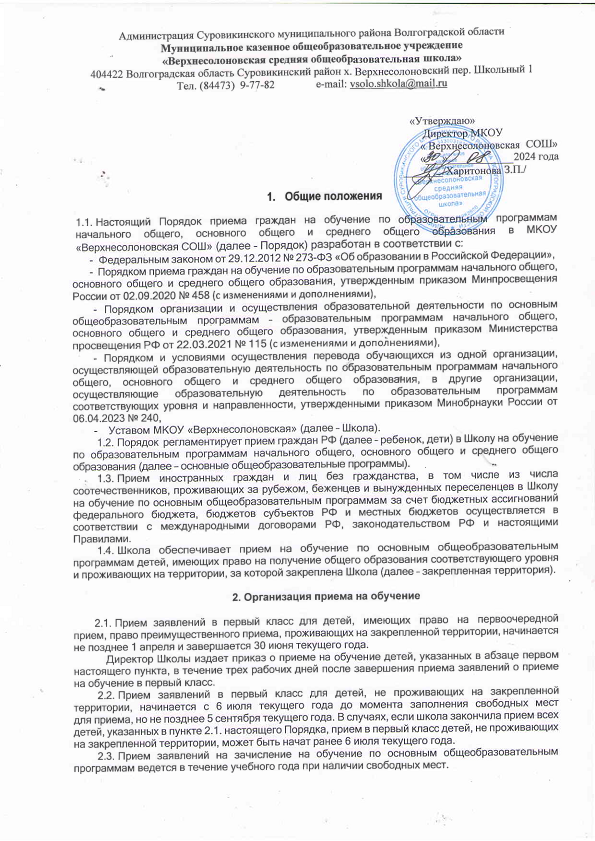 Администрация Суровикинского муниципального района Волгоградской области
Муниципальное казенное общеобразовательное учреждение
«Верхнесолоновская средняя общеобразовательная школа»
404422 Волгоградская область Суровикинский район х. Верхнесолоновский пер. Школьный 1
Тел. (84473) 9-77-82 e-mail: vsolo.shkola@mail.ru
«Утверждаю»
Директор МКОУ
« Верхнесолоновская СОШ»
«30» 08 2024 года
/Харитонова З.П./
Верхнесолоновская
средняя
общеобразовательная
школа»
1. Общие положения
1.1. Настоящий Порядок приема граждан на обучение по образовательным программам
начального общего, основного общего и среднего общего образования в МКОУ
«Верхнесолоновская СОШ» (далее - Порядок) разработан в соответствии с:
- Федеральным законом от 29.12.2012 № 273-ФЗ «Об образовании в Российской Федерации»,
- Порядком приема граждан на обучение по образовательным программам начального общего,
основного общего и среднего общего образования, утвержденным приказом Минпросвещения
России от 02.09.2020 № 458 (с изменениями и дополнениями),
- Порядком организации и осуществления образовательной деятельности по основным
общеобразовательным программам - образовательным программам начального общего,
основного общего и среднего общего образования, утвержденным приказом Министерства
просвещения РФ от 22.03.2021 № 115 (с изменениями и дополнениями),
- Порядком и условиями осуществления перевода обучающихся из одной организации,
осуществляющей образовательную деятельность по образовательным программам начального
общего, основного общего и среднего общего образования, в другие организации,
осуществляющие образовательную деятельность по образовательным программам
соответствующих уровня и направленности, утвержденными приказом Минобрнауки России от
06.04.2023 № 240,
- Уставом МКОУ «Верхнесолоновская» (далее – Школа).
1.2. Порядок регламентирует прием граждан РФ (далее – ребенок, дети) в Школу на обучение
по образовательным программам начального общего, основного общего и среднего общего
образования (далее – основные общеобразовательные программы).
1.3. Прием иностранных граждан и лиц без гражданства, в том числе из числа
соотечественников, проживающих за рубежом, беженцев и вынужденных переселенцев в Школу
на обучение по основным общеобразовательным программам за счет бюджетных ассигнований
федерального бюджета, бюджетов субъектов РФ и местных бюджетов осуществляется в
соответствии с международными договорами РФ, законодательством РФ и настоящими
Правилами.
1.4. Школа обеспечивает прием на обучение по основным общеобразовательным
программам детей, имеющих право на получение общего образования соответствующего уровня
и проживающих на территории, за которой закреплена Школа (далее – закрепленная территория).
2. Организация приема на обучение
2.1. Прием заявлений в первый класс для детей, имеющих право на первоочередной
прием, право преимущественного приема, проживающих на закрепленной территории, начинается
не позднее 1 апреля и завершается 30 июня текущего года.
Директор Школы издает приказ о приеме на обучение детей, указанных в абзаце первом
настоящего пункта, в течение трех рабочих дней после завершения приема заявлений о приеме
на обучение в первый класс.
2.2. Прием заявлений в первый класс для детей, не проживающих на закрепленной
территории, начинается с 6 июля текущего года до момента заполнения свободных мест
для приема, но не позднее 5 сентября текущего года. В случаях, если школа закончила прием всех
детей, указанных в пункте 2.1. настоящего Порядка, прием в первый класс детей, не проживающих
на закрепленной территории, может быть начат ранее 6 июля текущего года.
2.3. Прием заявлений на зачисление на обучение по основным общеобразовательным
программам ведется в течение учебного года при наличии свободных мест.